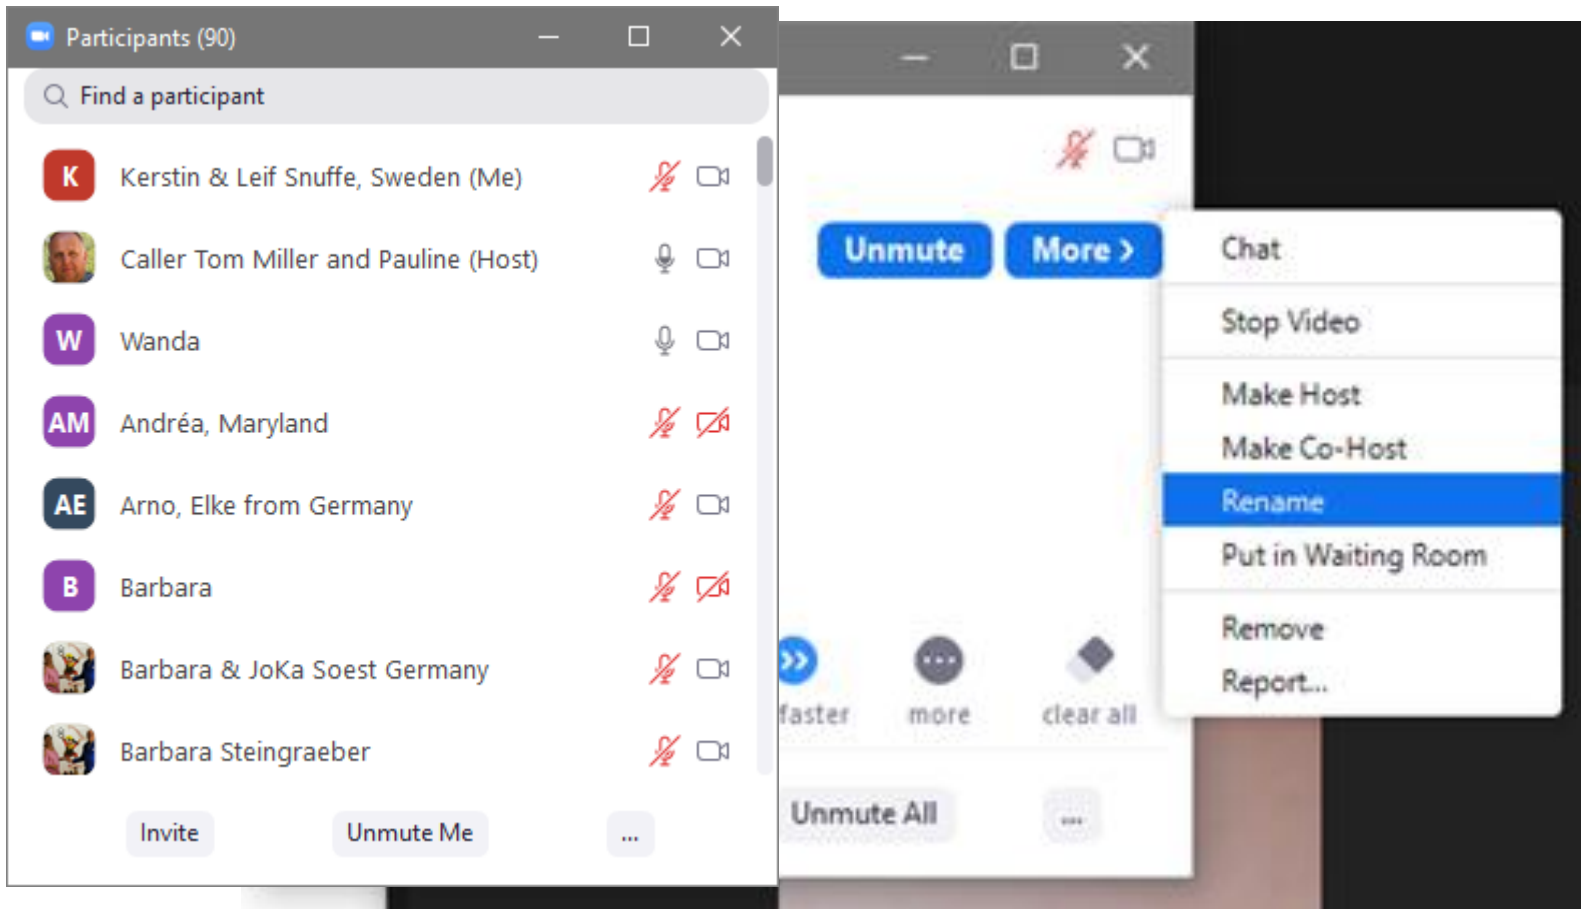 Participants (90)
Find a participant
K
Kerstin & Leif Snuffe, Sweden (Me)
Caller Tom Miller and Pauline (Host)
W
Wanda
AM
Andréa, Maryland
AE
Arno, Elke from Germany
B
Barbara
Barbara & JoKa Soest Germany
Barbara Steingraeber
Invite
Unmute Me
...
Unmute
More >
Chat
Stop Video
Make Host
Make Co-Host
Rename
Put in Waiting Room
Remove
Report...
faster
more
clear all
Unmute All
...